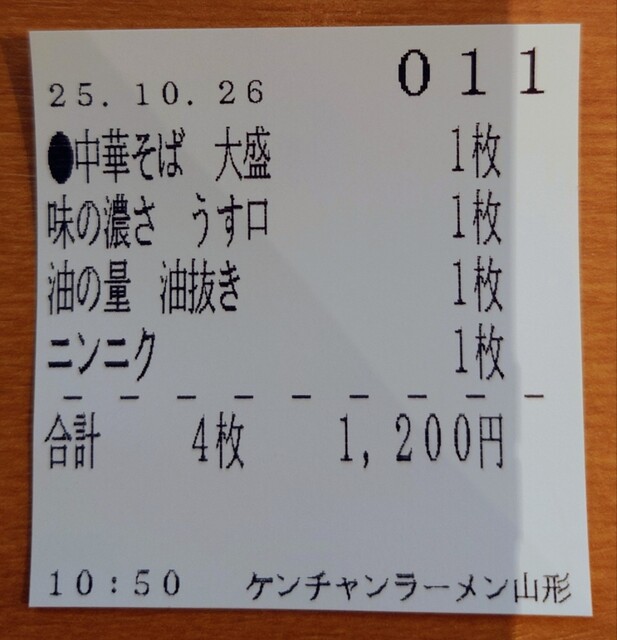 25.10.26 011
●中華そば 大盛 1枚
味の濃さ うす口 1枚
油の量 油抜き 1枚
ニンニク 1枚
合計 4枚 1,200円
10:50 ケンチャンラーメン山形